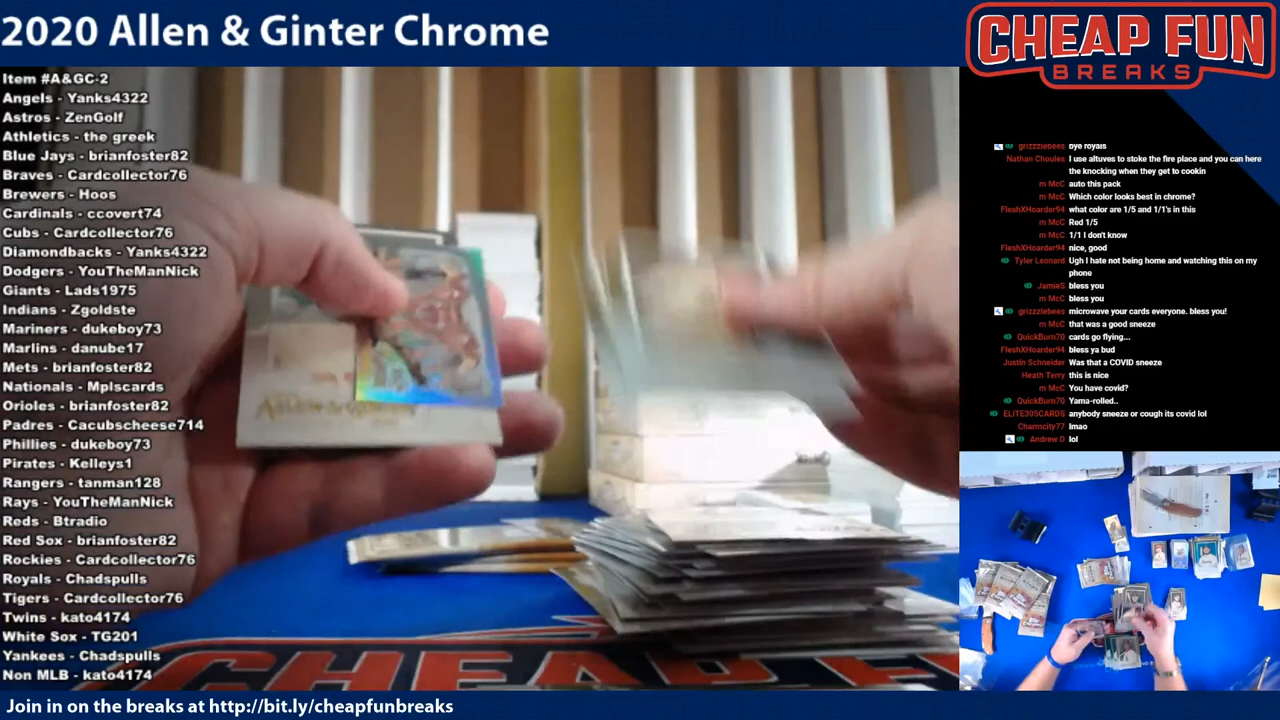 2020 Allen & Ginter Chrome
CHEAP FUN
BREAKS
Item #A&GC-2
Angels - Yanks4322
Astros - ZenGolf
Athletics - the greek
Blue Jays - brianfoster82
Braves - Cardcollector76
Brewers - Hoos
Cardinals - ccovert74
Cubs - Cardcollector76
Diamondbacks - Yanks4322
Dodgers - YouTheManNick
Giants - Lads1975
Indians - Zgoldste
Mariners - dukeboy73
Marlins - danube17
Mets - brianfoster82
Nationals - Mplscards
Orioles - brianfoster82
Padres - Cacubscheese714
Phillies - dukeboy73
Pirates - Kelleys1
Rangers - tanman128
Rays - YouTheManNick
Reds - Btradio
Red Sox - brianfoster82
Rockies - Cardcollector76
Royals - Chadspulls
Tigers - Cardcollector76
Twins - kato4174
White Sox - TG201
Yankees - Chadspulls
Non MLB - kato4174
grizzzlebees bye royals
Nathan Choules I use altuves to stoke the fire place and you can here
the knocking when they get to cookin
m McC auto this pack
m McC Which color looks best in chrome?
FleshXHoarder94 what color are 1/5 and 1/1's in this
m McC Red 1/5
m McC 1/1 I don't know
FleshXHoarder94 nice, good
Tyler Leonard Ugh I hate not being home and watching this on my
phone
JamieS bless you
m McC bless you
grizzzlebees microwave your cards everyone. bless you!
m McC that was a good sneeze
QuickBurn70 cards go flying...
FleshXHoarder94 bless ya bud
Justin Schneider Was that a COVID sneeze
Heath Terry this is nice
m McC You have covid?
QuickBurn70 Yama-rolled..
ELITE305CARDS anybody sneeze or cough its covid lol
Charmcity77 lmao
Andrew D lol
CHEAP F
Join in on the breaks at http://bit.ly/cheapfunbreaks